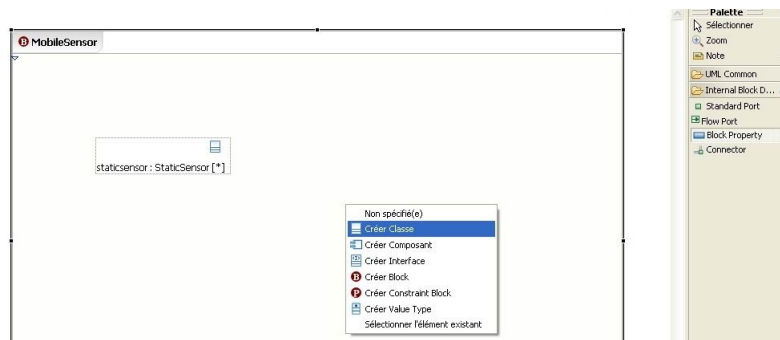 B MobileSensor
staticsensor : StaticSensor [*]
Non spécifié(e)
Créer Classe
Créer Composant
Créer Interface
B Créer Block
P Créer Constraint Block
Créer Value Type
Sélectionner l'élément existant
Palette
Sélectionner
Zoom
Note
UML Common
Internal Block D...
Standard Port
Flow Port
Block Property
Connector